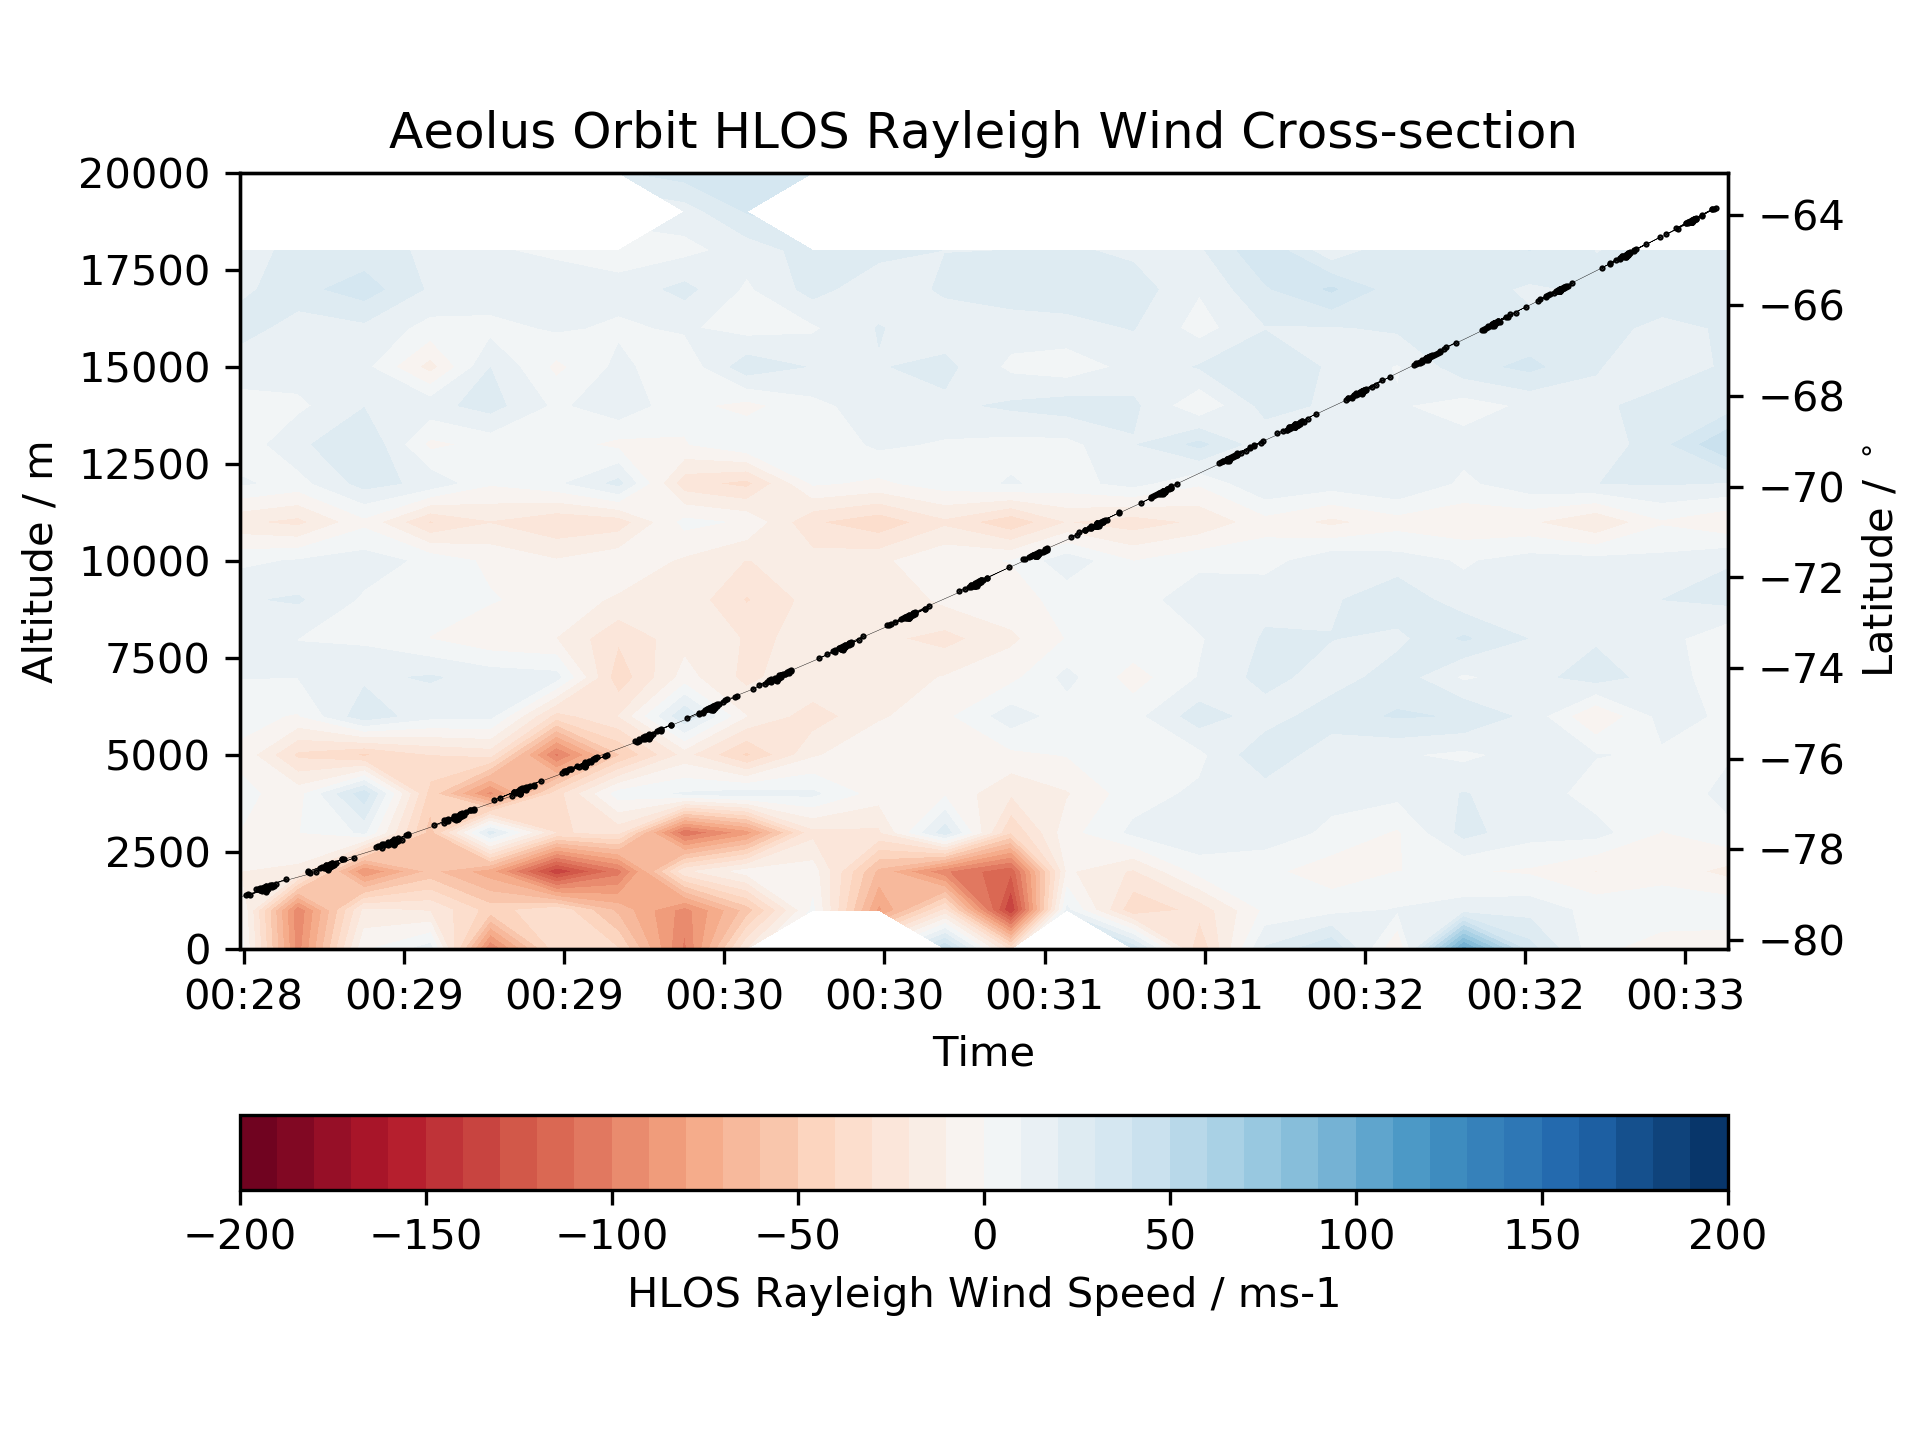 Aeolus Orbit HLOS Rayleigh Wind Cross-section
20000
17500
15000
12500
10000
7500
5000
2500
0
Altitude / m
−64
−66
−68
−70
−72
−74
−76
−78
−80
Latitude / °
00:28 00:29 00:29 00:30 00:30 00:31 00:31 00:32 00:32 00:33
Time
−200 −150 −100 −50 0 50 100 150 200
HLOS Rayleigh Wind Speed / ms-1